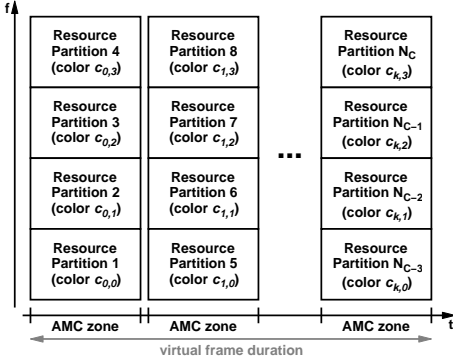 f
Resource
Partition 4
(color c0,3)
Resource
Partition 8
(color c1,3)
Resource
Partition NC
(color ck,3)
Resource
Partition 3
(color c0,2)
Resource
Partition 7
(color c1,2)
Resource
Partition NC−1
(color ck,2)
Resource
Partition 2
(color c0,1)
Resource
Partition 6
(color c1,1)
Resource
Partition NC−2
(color ck,1)
Resource
Partition 1
(color c0,0)
Resource
Partition 5
(color c1,0)
Resource
Partition NC−3
(color ck,0)
...
AMC zone
AMC zone
AMC zone
t
virtual frame duration